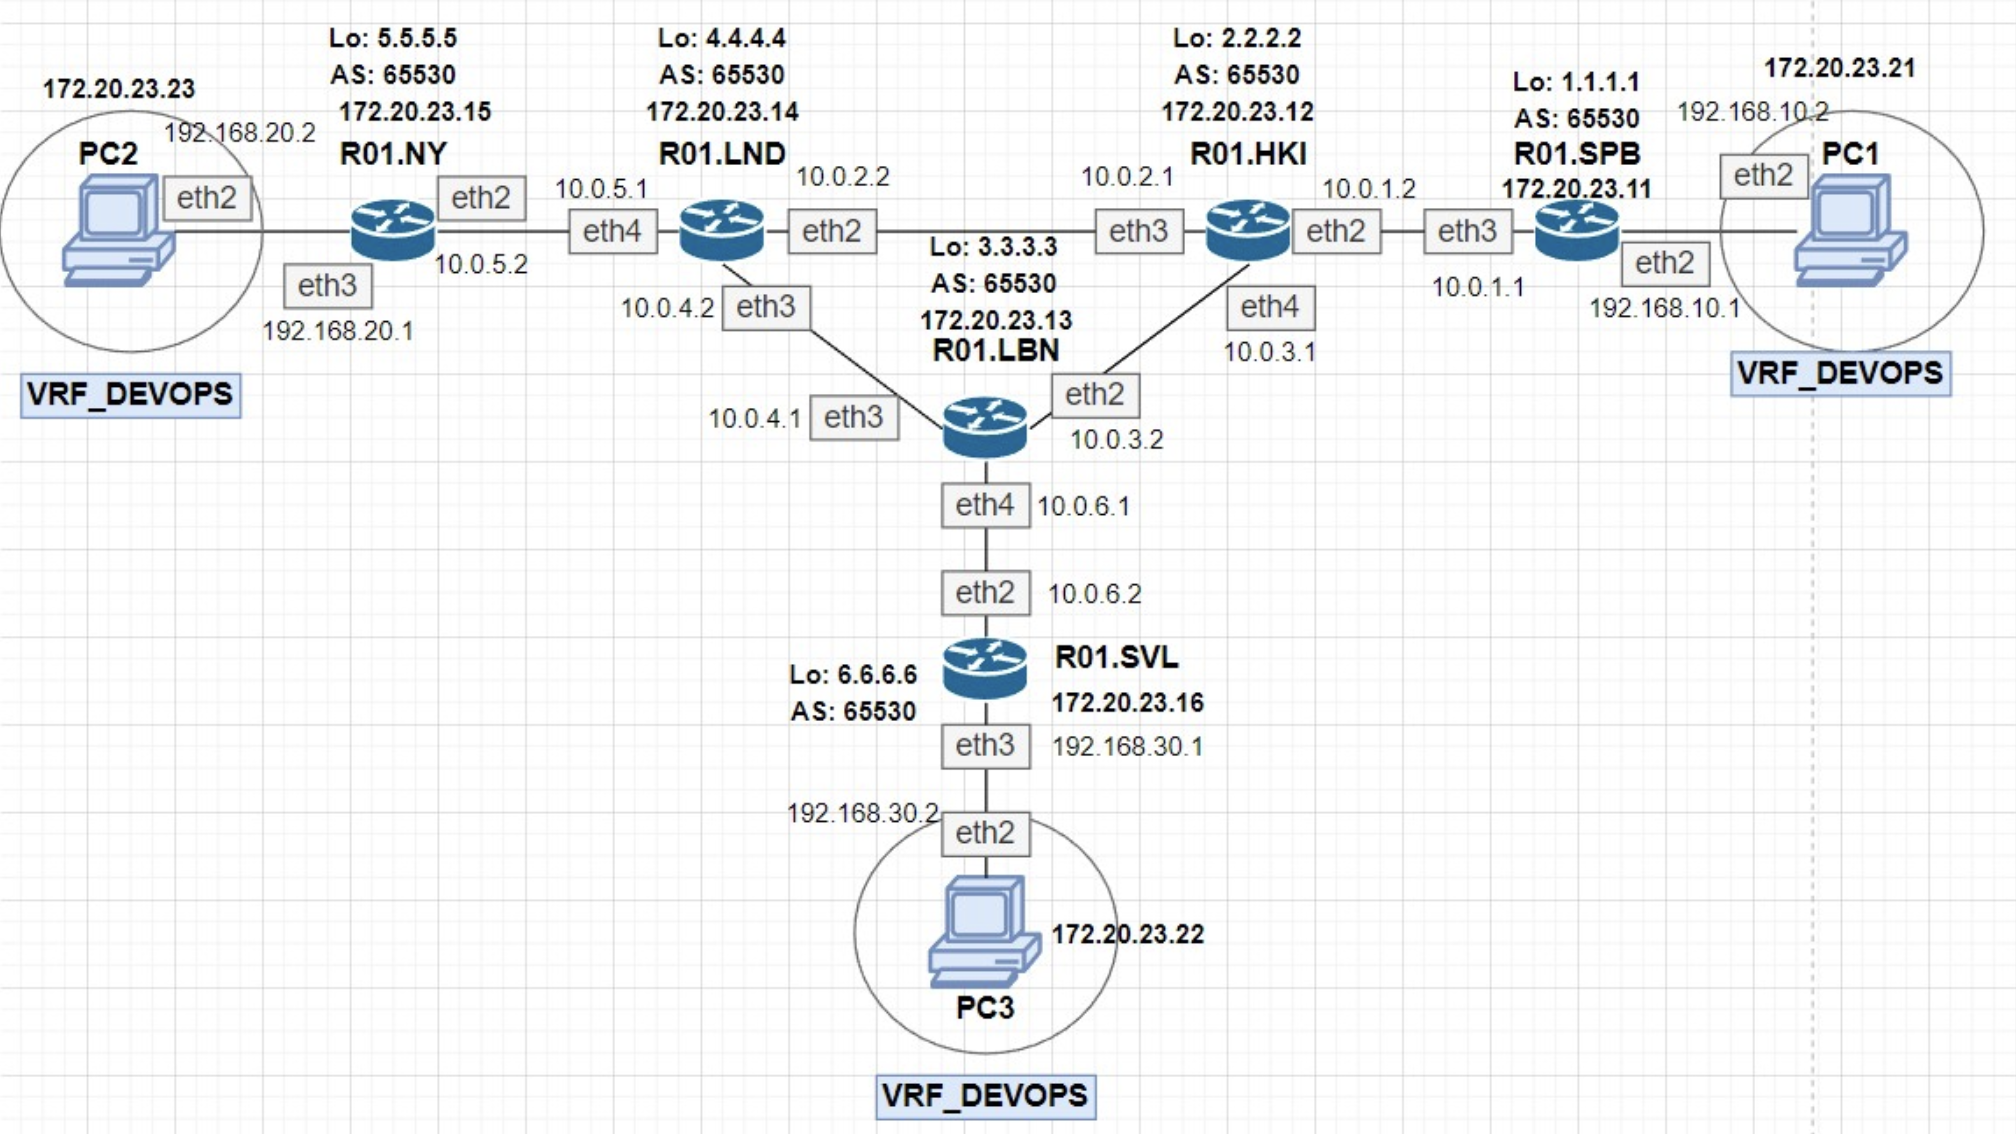 172.20.23.23
192.168.20.2
PC2
eth2
eth3
192.168.20.1
VRF_DEVOPS
Lo: 5.5.5.5
AS: 65530
172.20.23.15
R01.NY
eth2
10.0.5.2
Lo: 4.4.4.4
AS: 65530
172.20.23.14
R01.LND
10.0.5.1
eth4
10.0.2.2
eth2
10.0.4.2
eth3
Lo: 2.2.2.2
AS: 65530
172.20.23.12
R01.HKI
10.0.2.1
eth3
10.0.1.2
eth2
eth4
10.0.3.1
Lo: 1.1.1.1
AS: 65530
R01.SPB
172.20.23.11
eth3
10.0.1.1
eth2
192.168.10.1
172.20.23.21
192.168.10.2
PC1
eth2
VRF_DEVOPS
Lo: 3.3.3.3
AS: 65530
172.20.23.13
R01.LBN
10.0.4.1
eth3
eth2
10.0.3.2
eth4
10.0.6.1
eth2
10.0.6.2
Lo: 6.6.6.6
AS: 65530
R01.SVL
172.20.23.16
eth3
192.168.30.1
192.168.30.2
eth2
172.20.23.22
PC3
VRF_DEVOPS